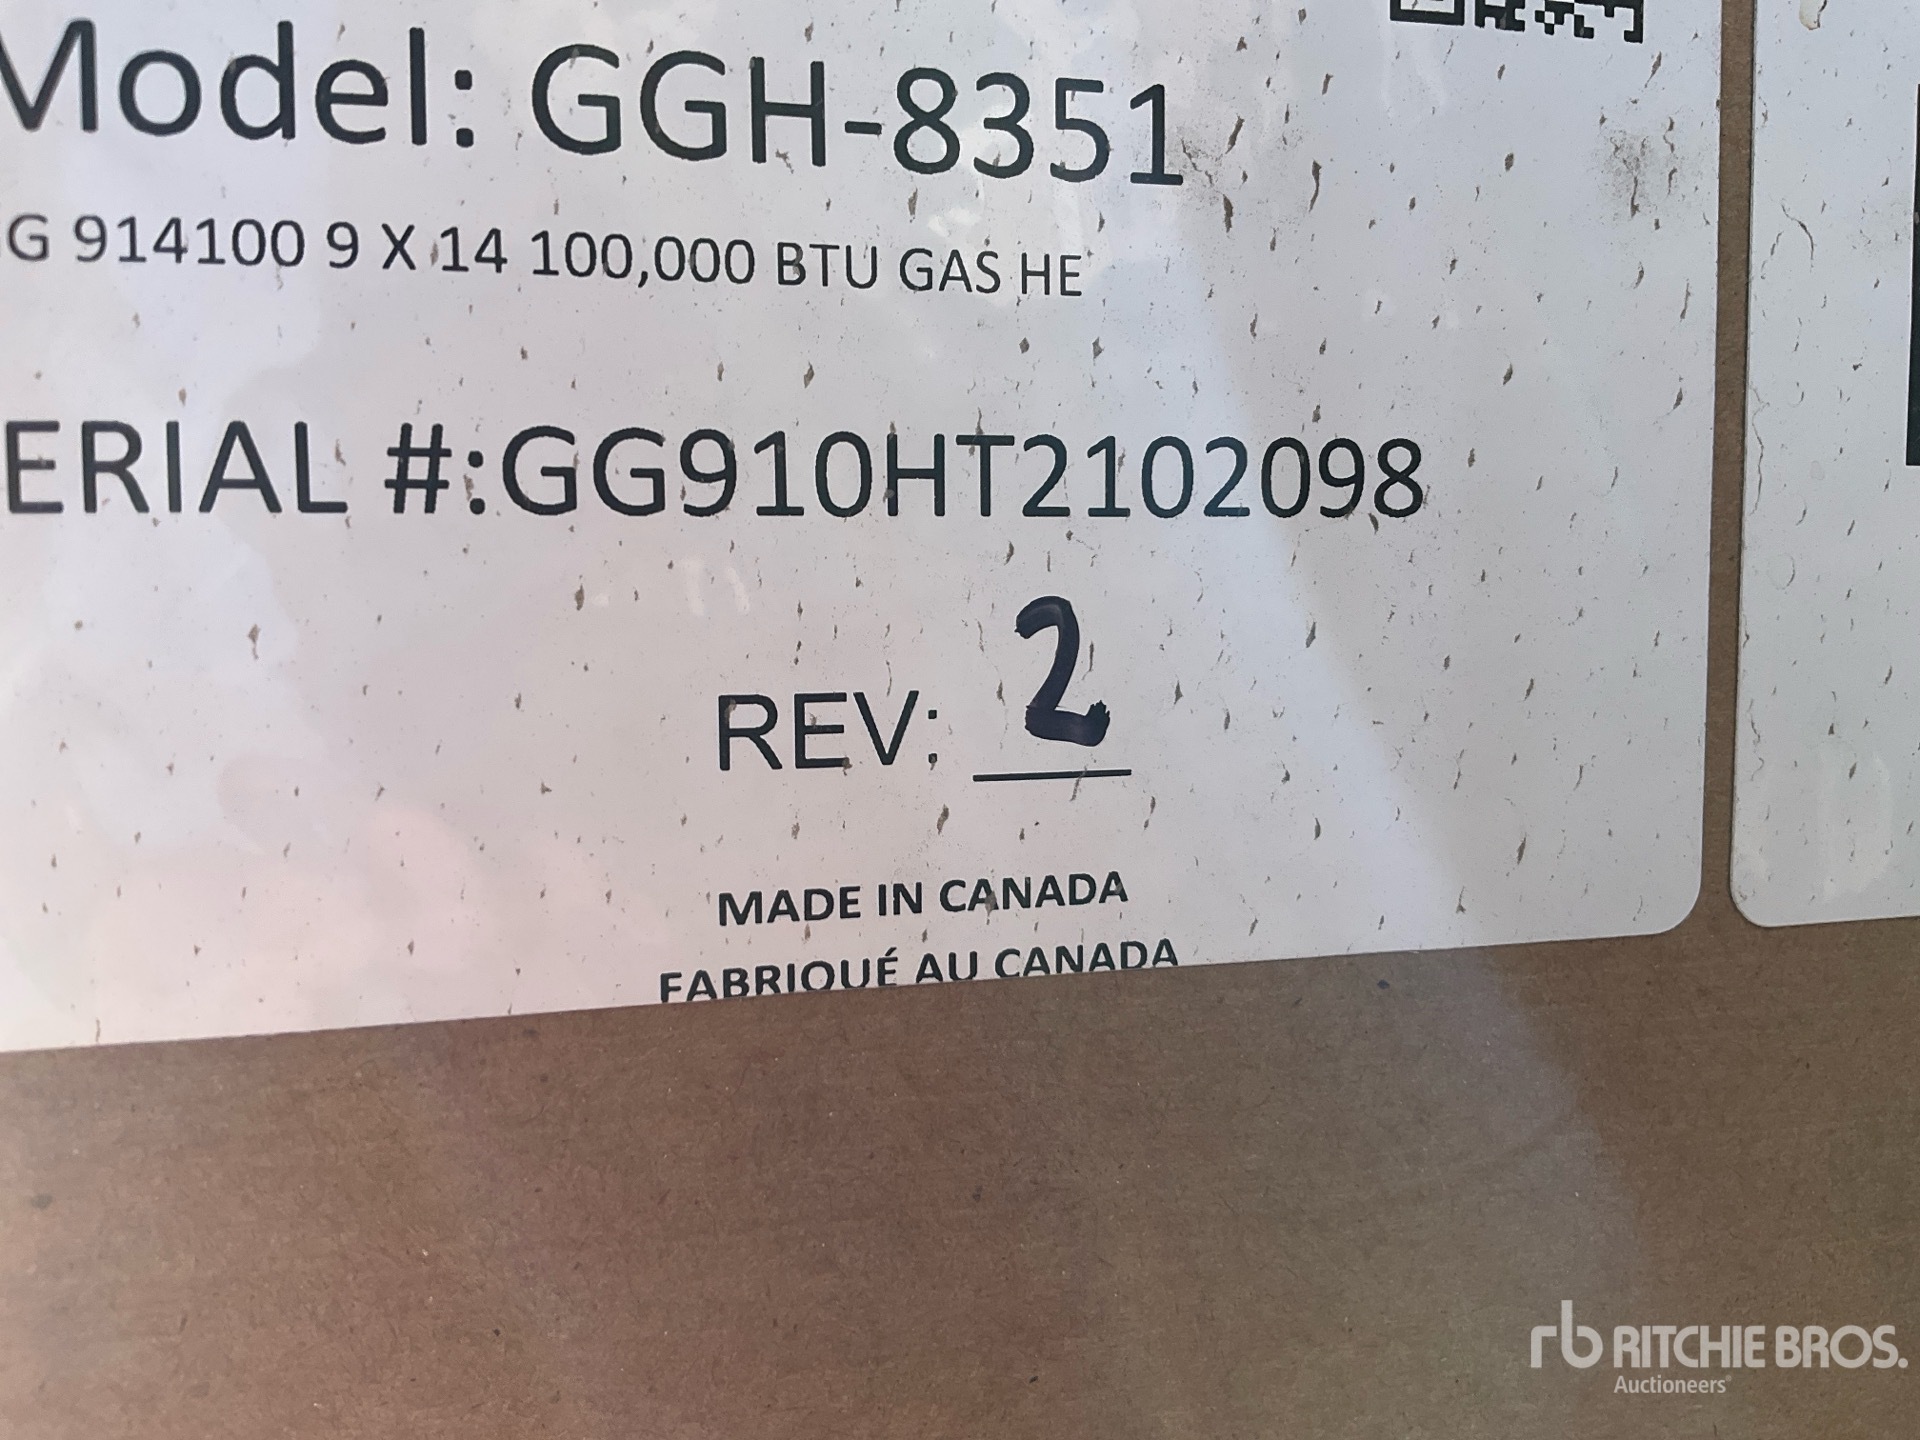 Model: GGH-8351
G 914100 9 X 14 100,000 BTU GAS HE
ERIAL #:GG910HT2102098
REV: 2
MADE IN CANADA
FABRIQUÉ AU CANADA
rb RITCHIE BROS.
Auctioneers®